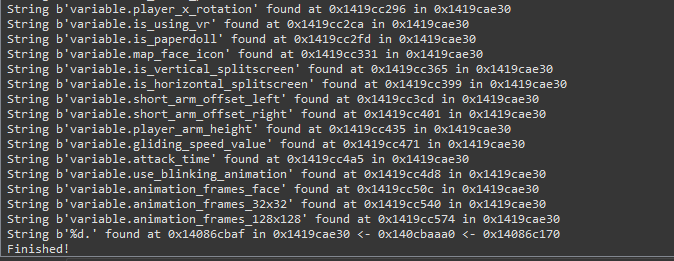 String b'variable.player_x_rotation' found at 0x1419cc296 in 0x1419cae30
String b'variable.is_using_vr' found at 0x1419cc2ca in 0x1419cae30
String b'variable.is_paperdoll' found at 0x1419cc2fd in 0x1419cae30
String b'variable.map_face_icon' found at 0x1419cc331 in 0x1419cae30
String b'variable.is_vertical_splitscreen' found at 0x1419cc365 in 0x1419cae30
String b'variable.is_horizontal_splitscreen' found at 0x1419cc399 in 0x1419cae30
String b'variable.short_arm_offset_left' found at 0x1419cc3cd in 0x1419cae30
String b'variable.short_arm_offset_right' found at 0x1419cc401 in 0x1419cae30
String b'variable.player_arm_height' found at 0x1419cc435 in 0x1419cae30
String b'variable.gliding_speed_value' found at 0x1419cc471 in 0x1419cae30
String b'variable.attack_time' found at 0x1419cc4a5 in 0x1419cae30
String b'variable.use_blinking_animation' found at 0x1419cc4d8 in 0x1419cae30
String b'variable.animation_frames_face' found at 0x1419cc50c in 0x1419cae30
String b'variable.animation_frames_32x32' found at 0x1419cc540 in 0x1419cae30
String b'variable.animation_frames_128x128' found at 0x1419cc574 in 0x1419cae30
String b'%d.' found at 0x14086cbaf in 0x1419cae30 <- 0x140cbaaa0 <- 0x14086c170
Finished!